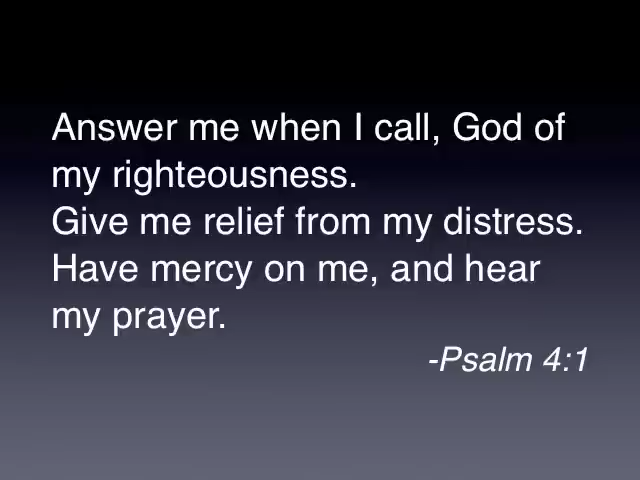 Answer me when I call, God of
my righteousness.
Give me relief from my distress.
Have mercy on me, and hear
my prayer.
-Psalm 4:1